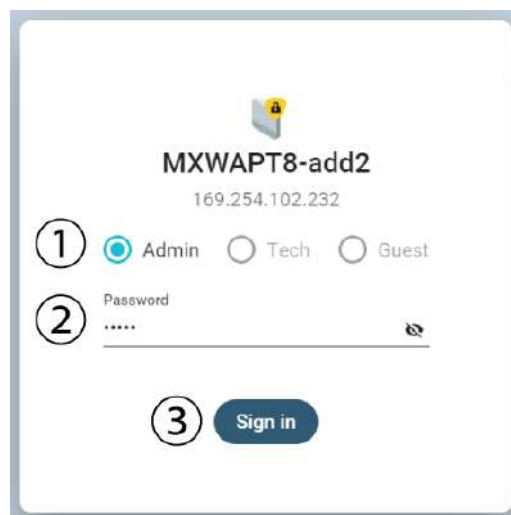 MXWAPT8-add2
169.254.102.232
① Admin Tech Guest
Password
② •••••
③ Sign in